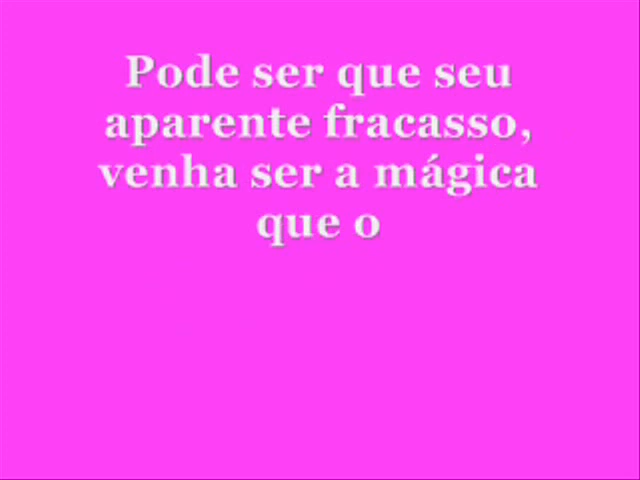 Pode ser que seu
aparente fracasso,
venha ser a mágica
que o